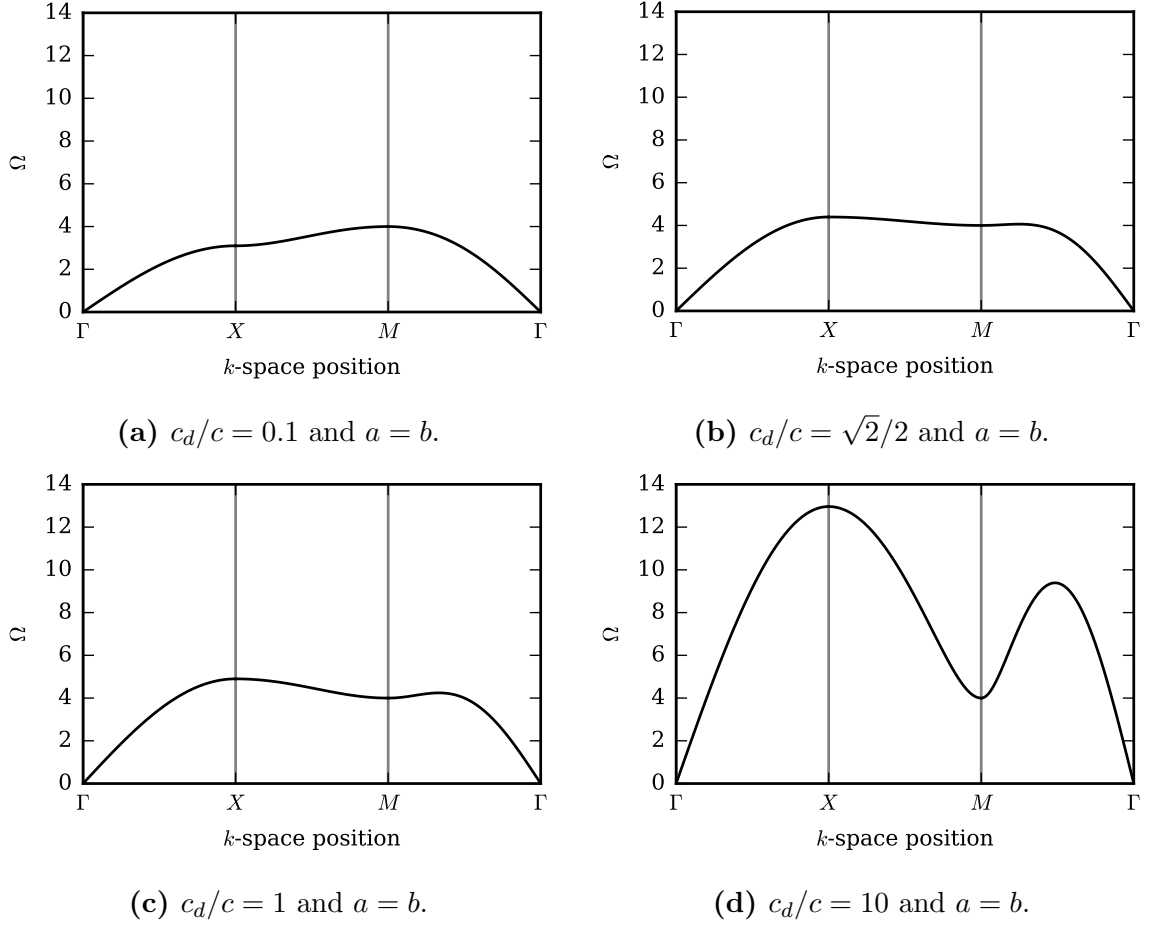 14
12
10
8
6
4
2
0
Ω
Γ X M Γ
k-space position
(a) c_d/c = 0.1 and a = b.
14
12
10
8
6
4
2
0
Ω
Γ X M Γ
k-space position
(b) c_d/c = √2/2 and a = b.
14
12
10
8
6
4
2
0
Ω
Γ X M Γ
k-space position
(c) c_d/c = 1 and a = b.
14
12
10
8
6
4
2
0
Ω
Γ X M Γ
k-space position
(d) c_d/c = 10 and a = b.